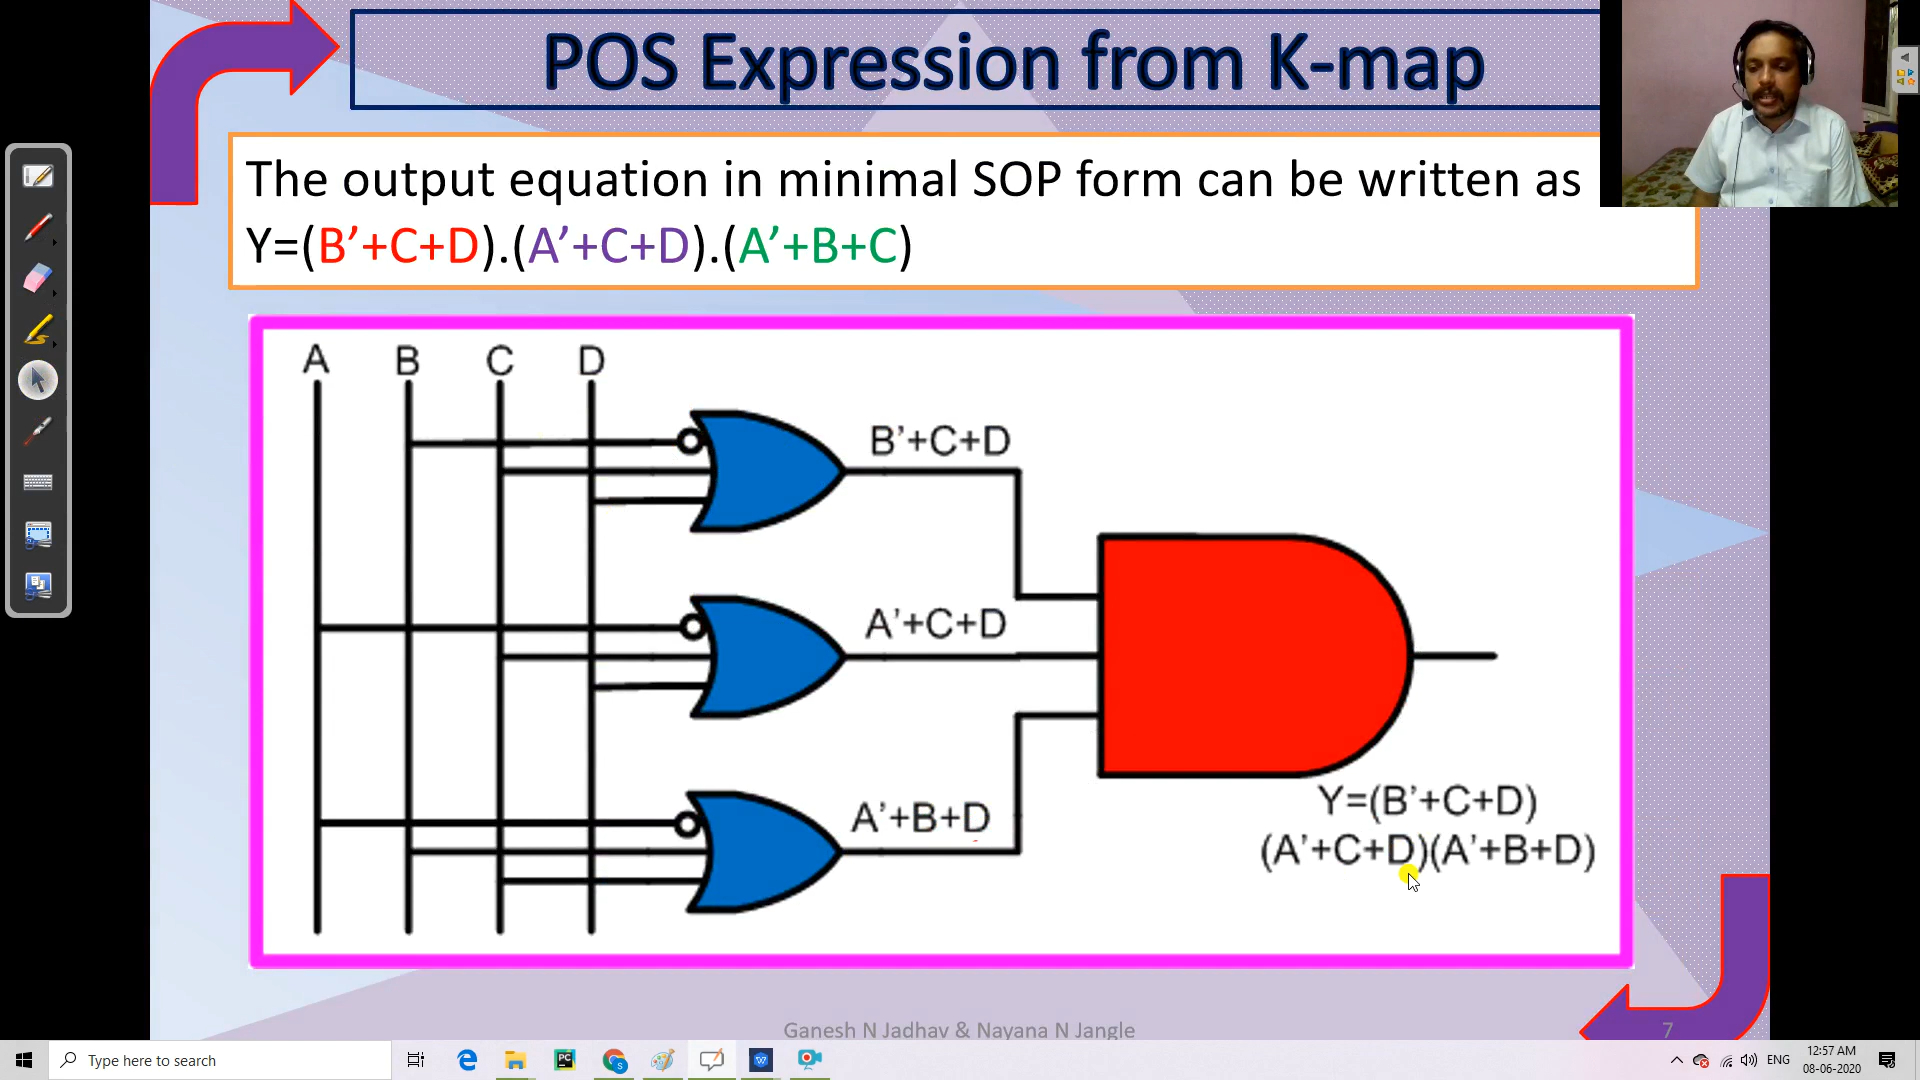 POS Expression from K-map
The output equation in minimal SOP form can be written as
Y=(B’+C+D).(A’+C+D).(A’+B+C)
A B C D
B’+C+D
A’+C+D
A’+B+D
Y=(B’+C+D)
(A’+C+D)(A’+B+D)
Ganesh N Jadhav & Nayana N Jangle
7
Type here to search
PC
ENG
12:57 AM
08-06-2020